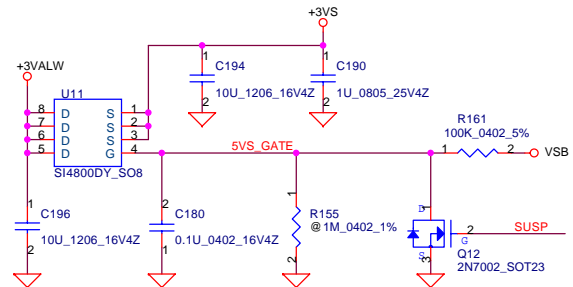 +3VS
+3VALW
U11
C194
10U_1206_16V4Z
1
2
C190
1U_0805_25V4Z
1
2
8 D S 1
7 D S 2
6 D S 3
5 D G 4
SI4800DY_SO8
5VS_GATE
R161
100K_0402_5%
1 2
VSB
C196
10U_1206_16V4Z
1
2
C180
0.1U_0402_16V4Z
2
1
R155
@1M_0402_1%
1
2
D 1
S 3
G 2
SUSP
Q12
2N7002_SOT23